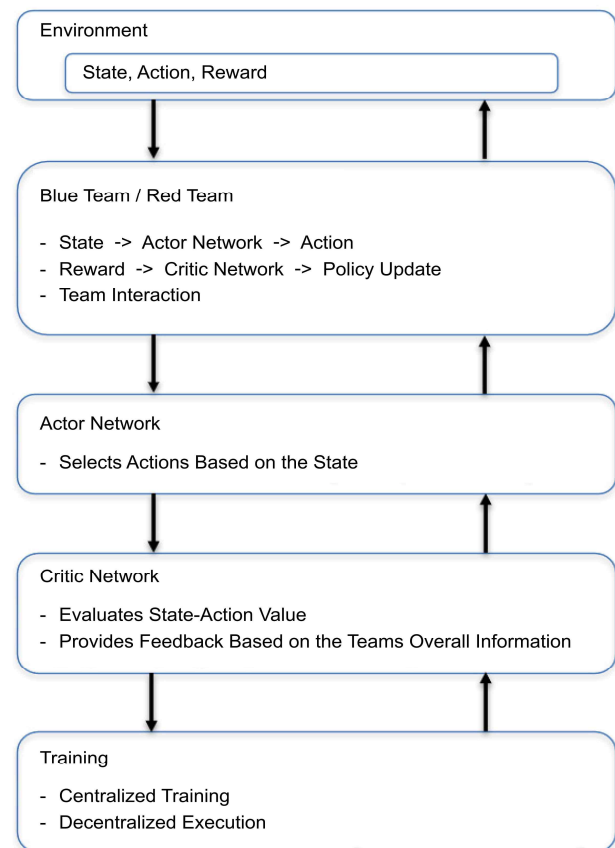 Environment
State, Action, Reward
Blue Team / Red Team
- State -> Actor Network -> Action
- Reward -> Critic Network -> Policy Update
- Team Interaction
Actor Network
- Selects Actions Based on the State
Critic Network
- Evaluates State-Action Value
- Provides Feedback Based on the Teams Overall Information
Training
- Centralized Training
- Decentralized Execution